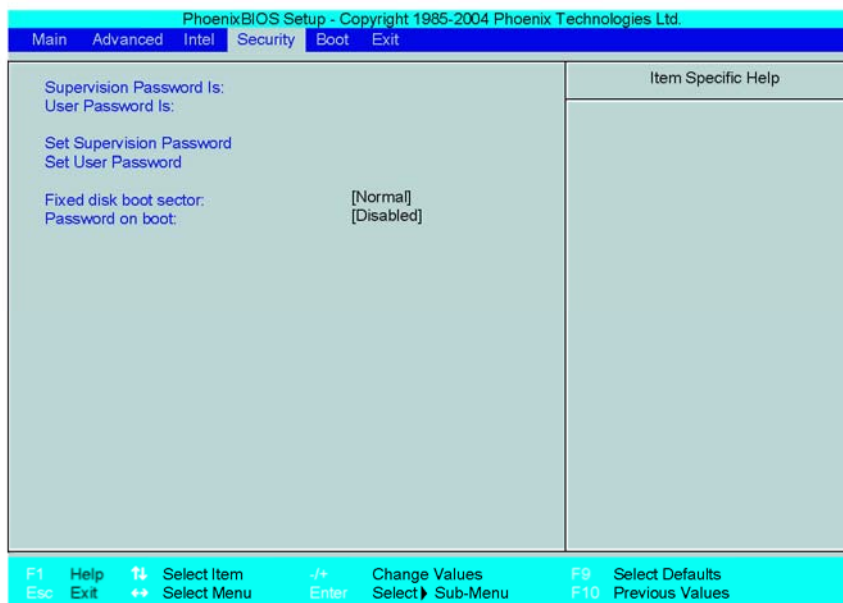 PhoenixBIOS Setup - Copyright 1985-2004 Phoenix Technologies Ltd.
Main Advanced Intel Security Boot Exit
Item Specific Help
Supervision Password Is:
User Password Is:
Set Supervision Password
Set User Password
Fixed disk boot sector: [Normal]
Password on boot: [Disabled]
F1 Help ↑↓ Select Item -/+ Change Values F9 Select Defaults
Esc Exit ↔ Select Menu Enter Select ▶ Sub-Menu F10 Previous Values